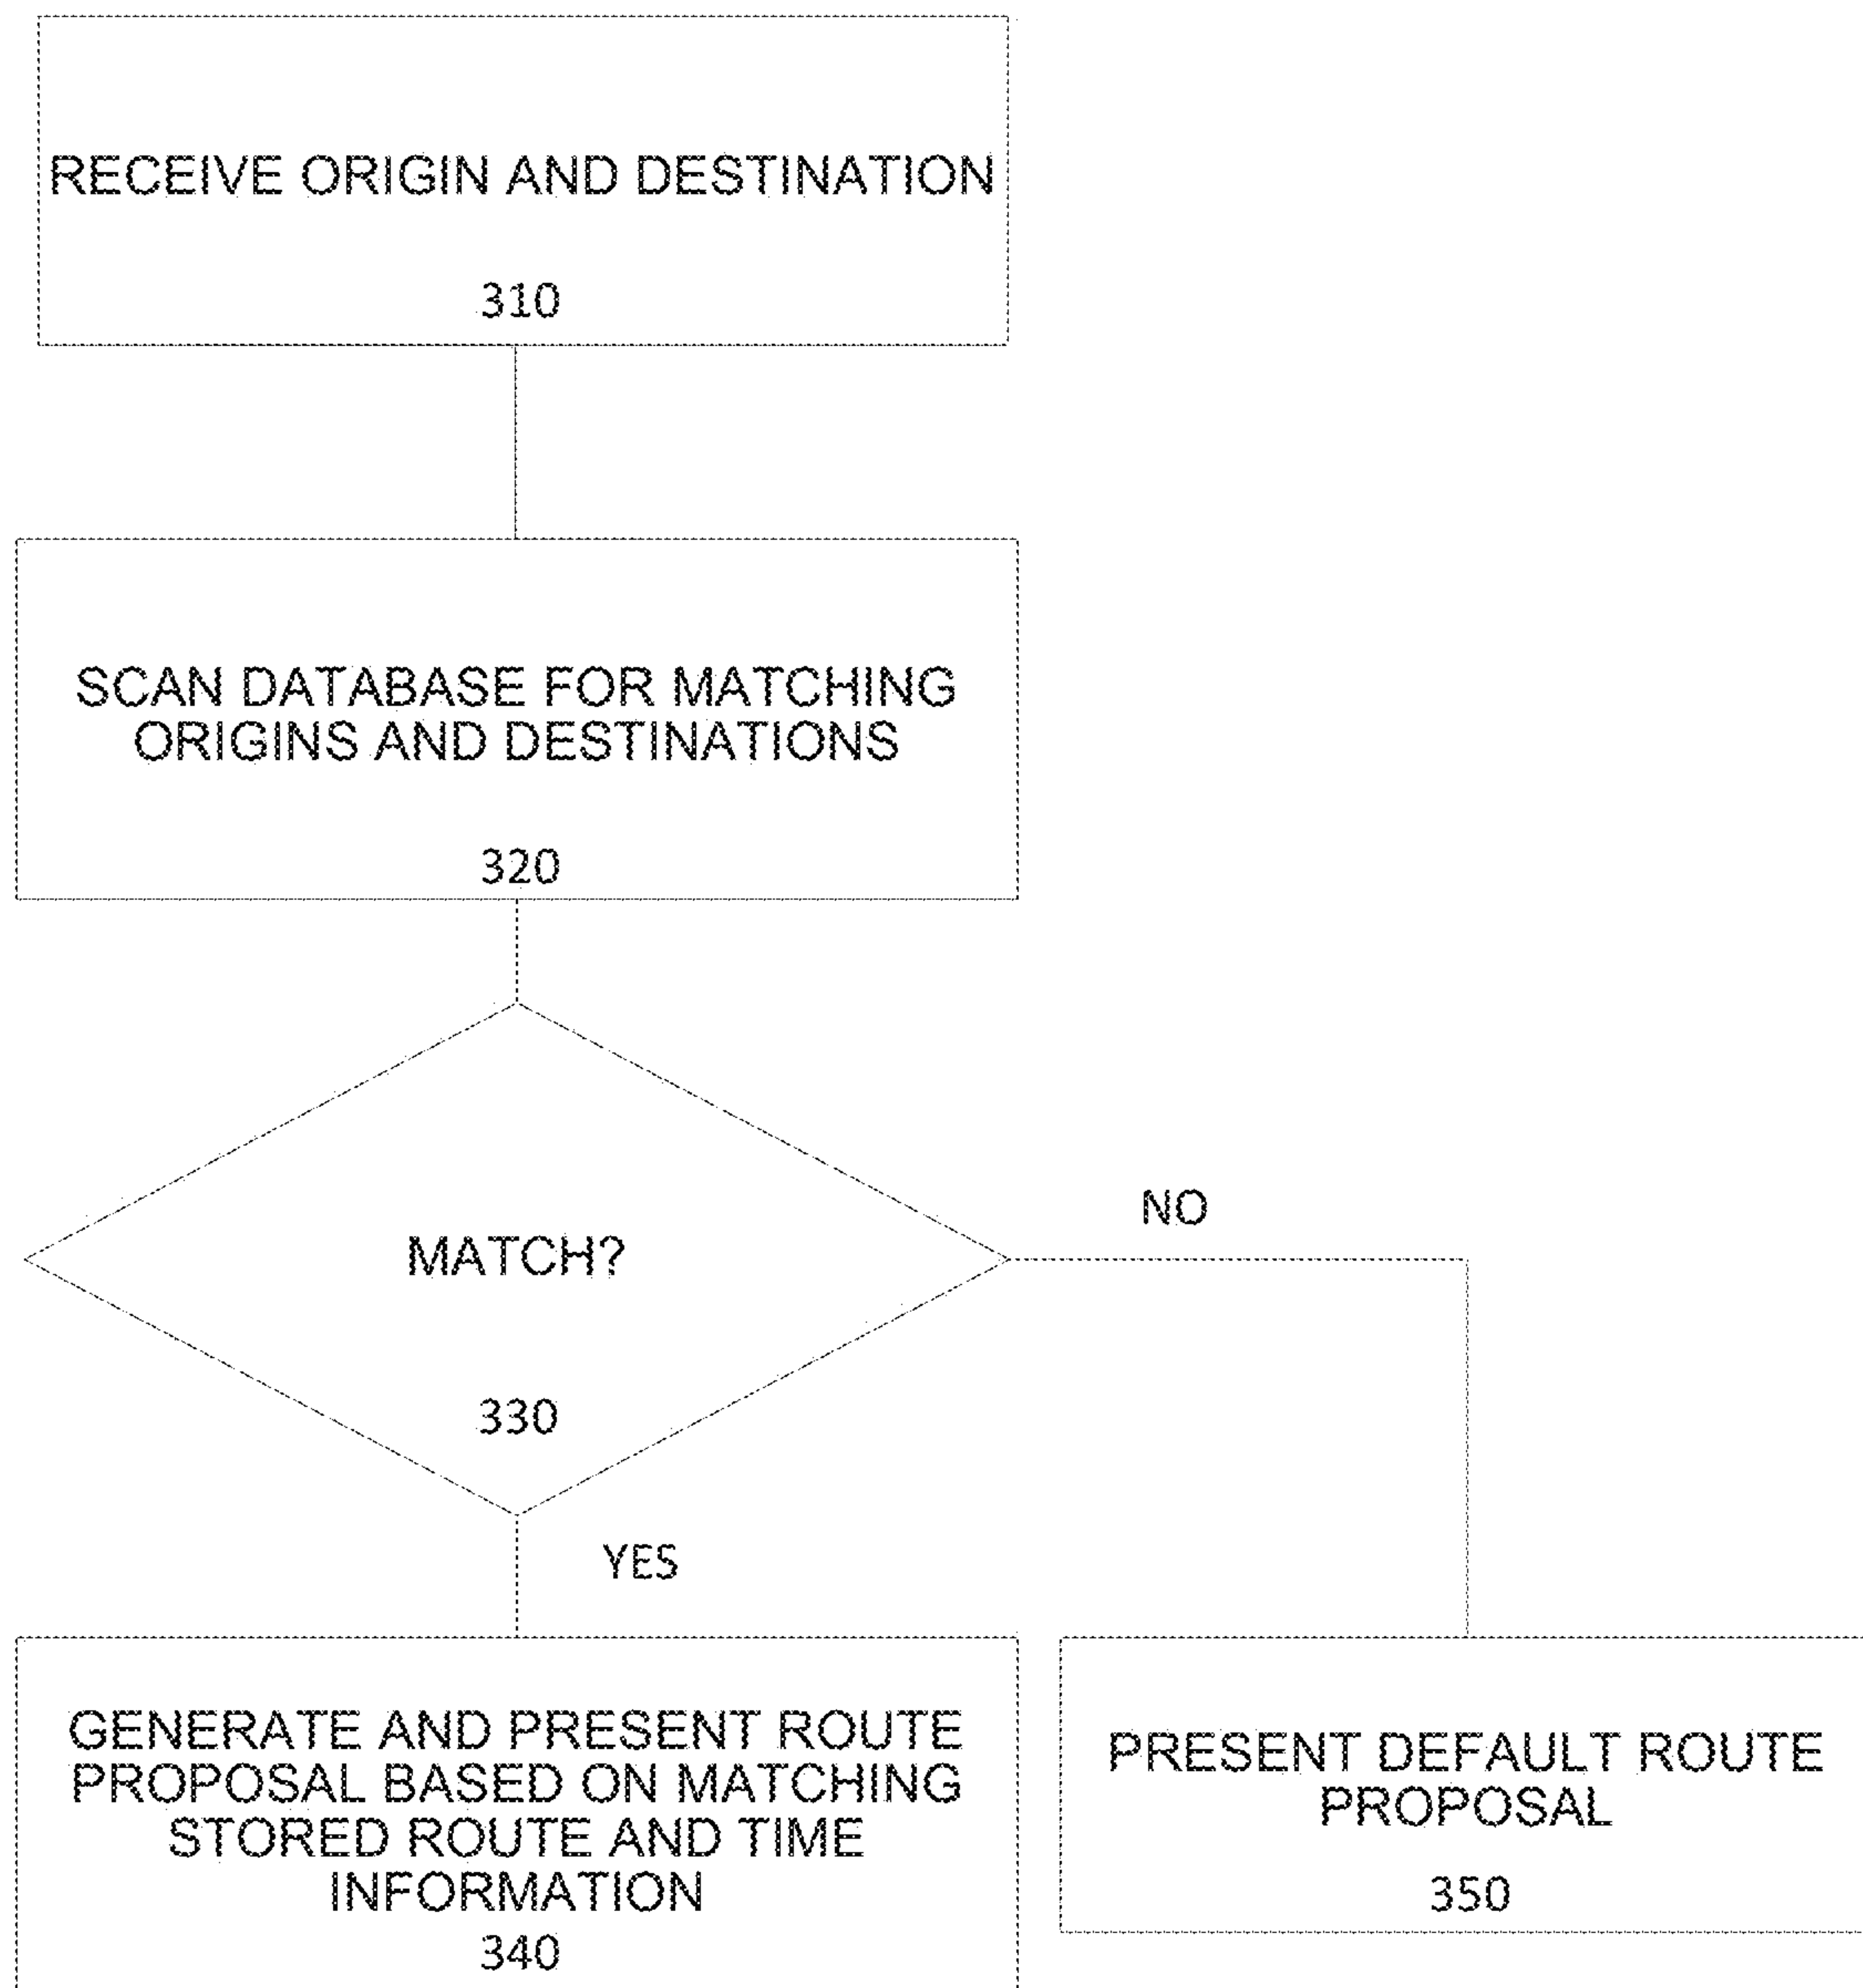 RECEIVE ORIGIN AND DESTINATION
310
SCAN DATABASE FOR MATCHING
ORIGINS AND DESTINATIONS
320
MATCH?
330
NO
YES
GENERATE AND PRESENT ROUTE
PROPOSAL BASED ON MATCHING
STORED ROUTE AND TIME
INFORMATION
340
PRESENT DEFAULT ROUTE
PROPOSAL
350